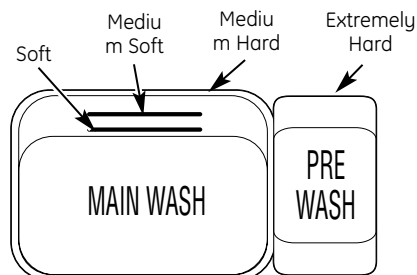 Soft
Mediu
m Soft
Mediu
m Hard
Extremely
Hard
MAIN WASH
PRE
WASH